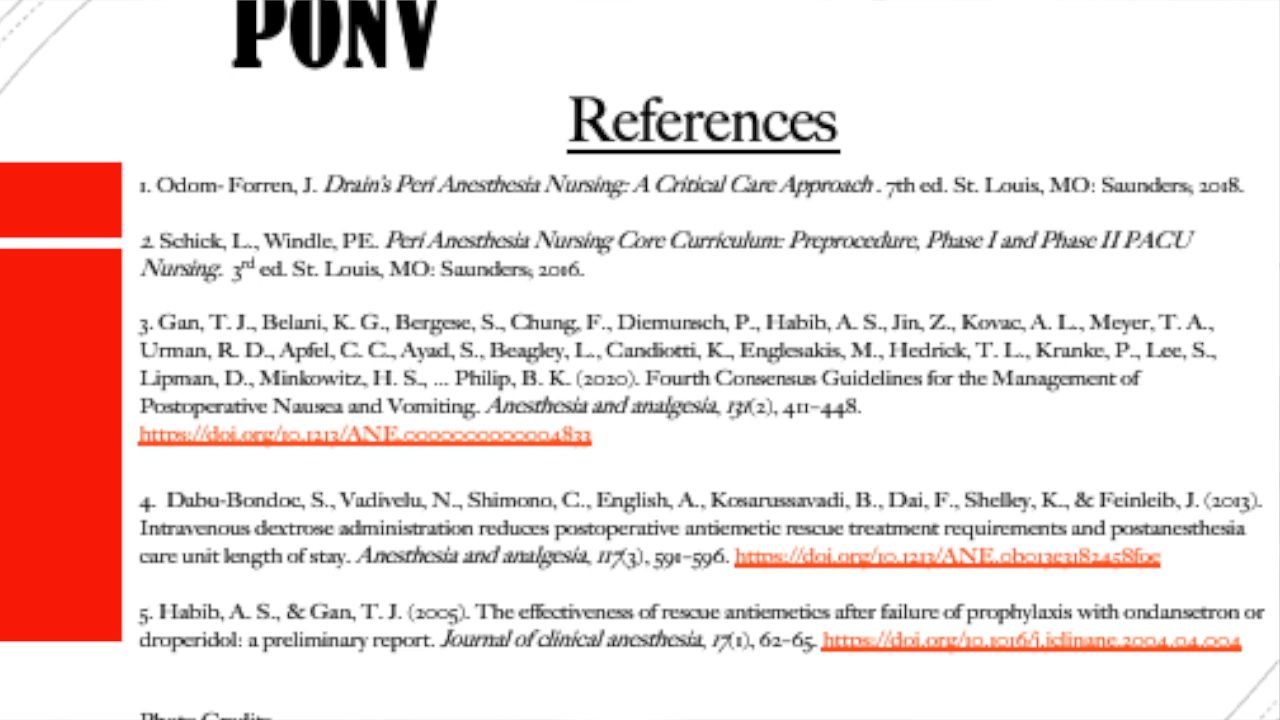 PONV
References
1. Odom- Forren, J. Drain's Peri Anesthesia Nursing: A Critical Care Approach . 7th ed. St. Louis, MO: Saunders; 2018.
2. Schick, L., Windle, PE. Peri Anesthesia Nursing Core Curriculum: Preprocedure, Phase I and Phase II PACU
Nursing. 3rd ed. St. Louis, MO: Saunders; 2016.
3. Gan, T. J., Belani, K. G., Bergese, S., Chung, F., Diemunsch, P., Habib, A. S., Jin, Z., Kovac, A. L., Meyer, T. A.,
Urman, R. D., Apfel, C. C., Ayad, S., Beagley, L., Candiotti, K., Englesakis, M., Hedrick, T. L., Kranke, P., Lee, S.,
Lipman, D., Minkowitz, H. S., ... Philip, B. K. (2020). Fourth Consensus Guidelines for the Management of
Postoperative Nausea and Vomiting. Anesthesia and analgesia, 131(2), 411–448.
https://doi.org/10.1213/ANE.0000000000004833
4. Dabu-Bondoc, S., Vadivelu, N., Shimono, C., English, A., Kosarussavadi, B., Dai, F., Shelley, K., & Feinleib, J. (2013).
Intravenous dextrose administration reduces postoperative antiemetic rescue treatment requirements and postanesthesia
care unit length of stay. Anesthesia and analgesia, 117(3), 591–596. https://doi.org/10.1213/ANE.0b013e3182458f0e
5. Habib, A. S., & Gan, T. J. (2005). The effectiveness of rescue antiemetics after failure of prophylaxis with ondansetron or
droperidol: a preliminary report. Journal of clinical anesthesia, 17(1), 62–65. https://doi.org/10.1016/j.jclinane.2004.04.004
Photo Credits